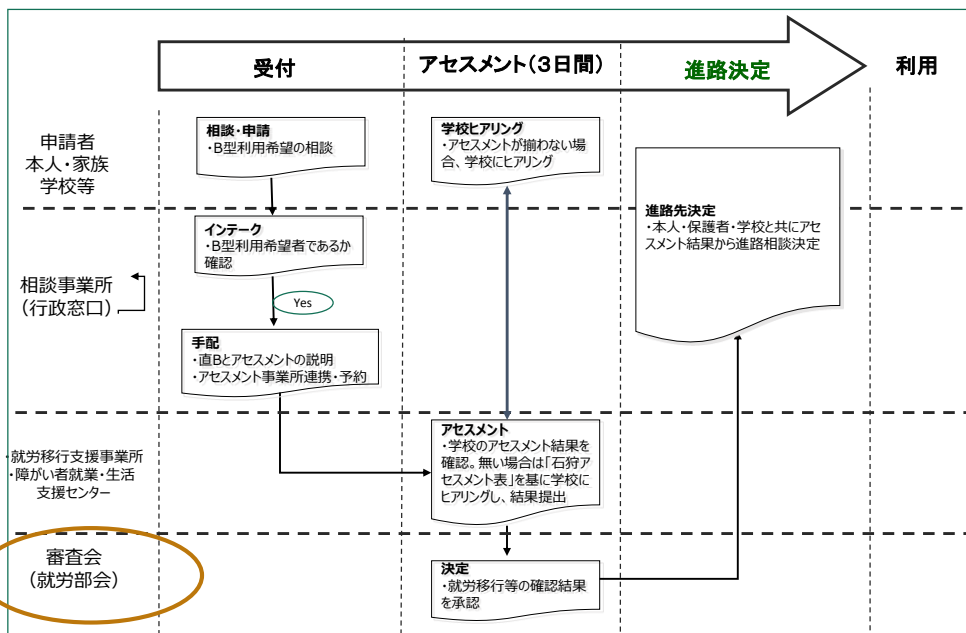 受付
アセスメント(3日間)
進路決定
利用
申請者
本人・家族
学校等
相談・申請
・B型利用希望の相談
学校ヒアリング
・アセスメントが揃わない場
合、学校にヒアリング
進路先決定
・本人・保護者・学校と共にアセ
スメント結果から進路相談決定
相談事業所
(行政窓口)
インテーク
・B型利用希望者であるか
確認
Yes
手配
・直Bとアセスメントの説明
・アセスメント事業所連携・予約
・就労移行支援事業所
・障がい者就業・生活
支援センター
アセスメント
・学校のアセスメント結果を
確認。無い場合は「石狩ア
セスメント表」を基に学校に
ヒアリングし、結果提出
審査会
(就労部会)
決定
・就労移行等の確認結果
を承認